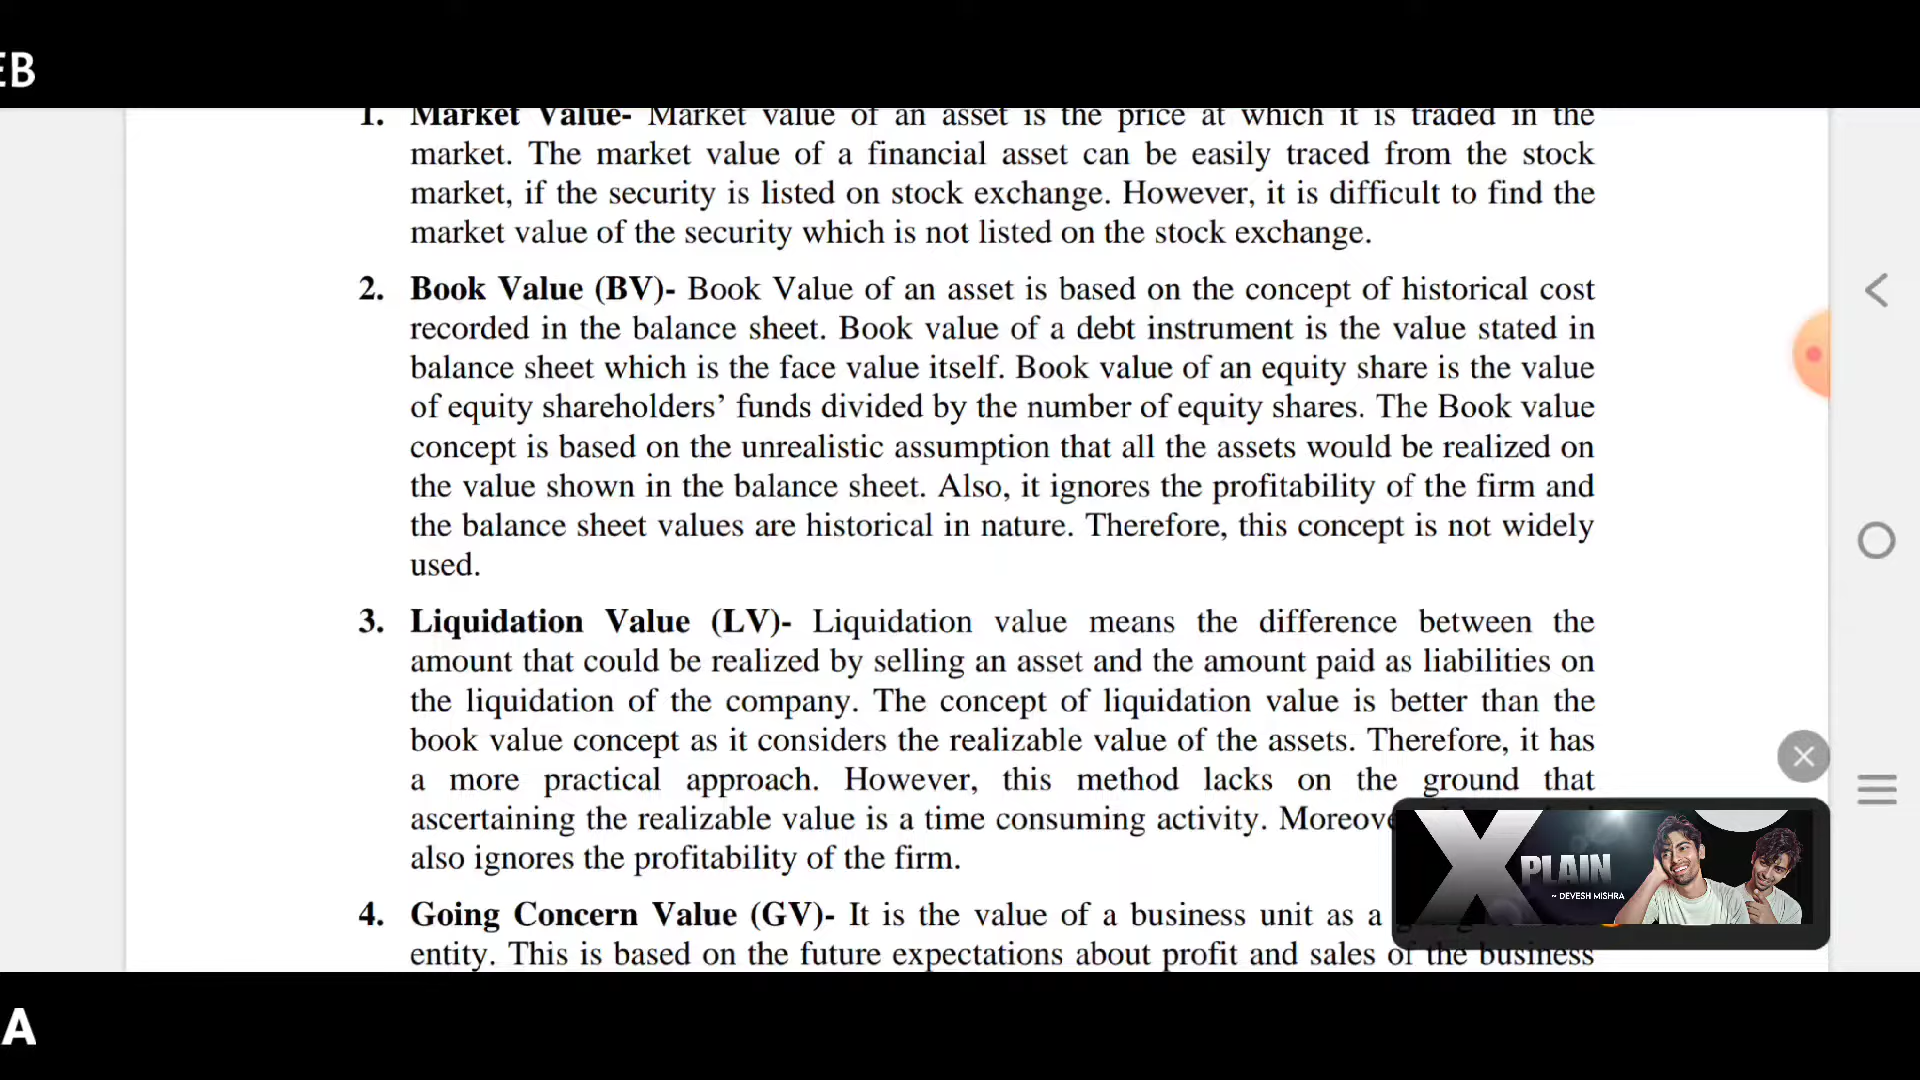 EB
1. Market Value- Market value of an asset is the price at which it is traded in the
market. The market value of a financial asset can be easily traced from the stock
market, if the security is listed on stock exchange. However, it is difficult to find the
market value of the security which is not listed on the stock exchange.
2. Book Value (BV)- Book Value of an asset is based on the concept of historical cost
recorded in the balance sheet. Book value of a debt instrument is the value stated in
balance sheet which is the face value itself. Book value of an equity share is the value
of equity shareholders’ funds divided by the number of equity shares. The Book value
concept is based on the unrealistic assumption that all the assets would be realized on
the value shown in the balance sheet. Also, it ignores the profitability of the firm and
the balance sheet values are historical in nature. Therefore, this concept is not widely
used.
3. Liquidation Value (LV)- Liquidation value means the difference between the
amount that could be realized by selling an asset and the amount paid as liabilities on
the liquidation of the company. The concept of liquidation value is better than the
book value concept as it considers the realizable value of the assets. Therefore, it has
a more practical approach. However, this method lacks on the ground that
ascertaining the realizable value is a time consuming activity. Moreove
also ignores the profitability of the firm.
4. Going Concern Value (GV)- It is the value of a business unit as a
entity. This is based on the future expectations about profit and sales of the business
XPLAIN
~ DEVESH MISHRA
A